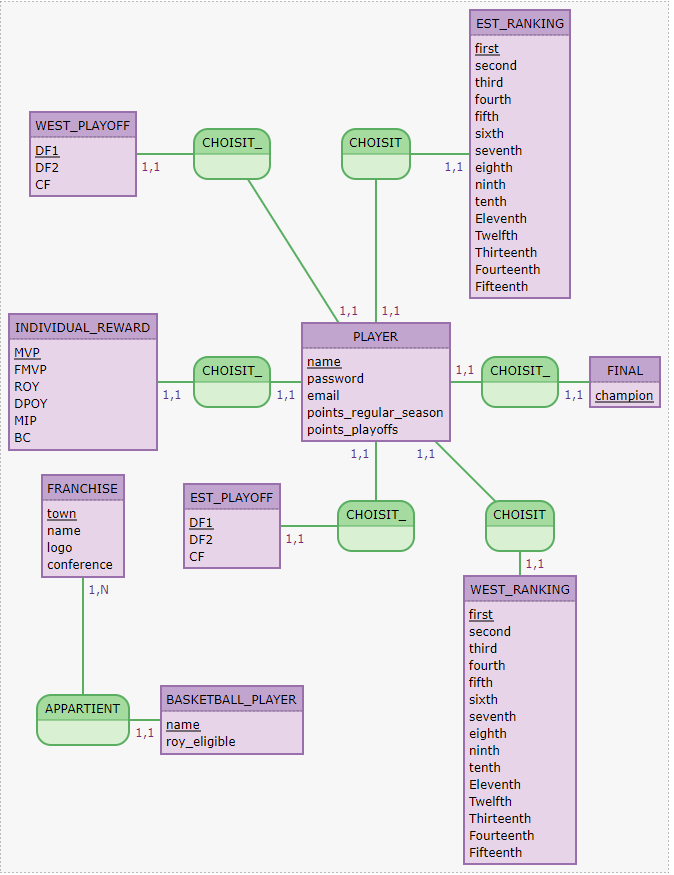 EST_RANKING
first
second
third
fourth
fifth
sixth
seventh
eighth
ninth
tenth
Eleventh
Twelfth
Thirteenth
Fourteenth
Fifteenth
WEST_PLAYOFF
DF1
DF2
CF
1,1
CHOISIT_
CHOISIT
1,1
1,1
1,1
INDIVIDUAL_REWARD
MVP
FMVP
ROY
DPOY
MIP
BC
1,1
CHOISIT_
1,1
PLAYER
name
password
email
points_regular_season
points_playoffs
1,1
CHOISIT_
1,1
FINAL
champion
1,1
1,1
FRANCHISE
town
name
logo
conference
1,N
EST_PLAYOFF
DF1
DF2
CF
1,1
CHOISIT_
CHOISIT
1,1
WEST_RANKING
first
second
third
fourth
fifth
sixth
seventh
eighth
ninth
tenth
Eleventh
Twelfth
Thirteenth
Fourteenth
Fifteenth
APPARTIENT
1,1
BASKETBALL_PLAYER
name
roy_eligible